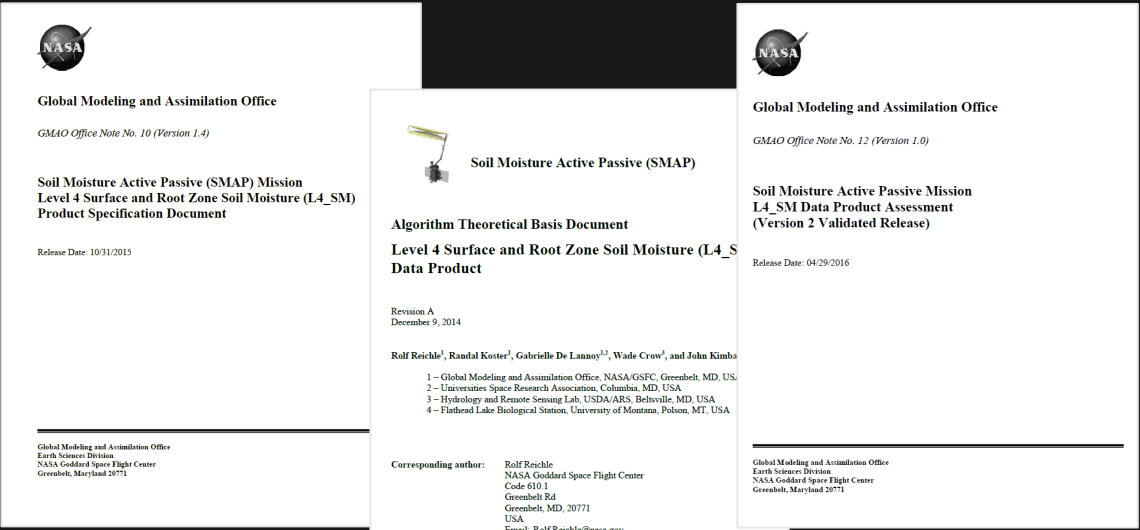 NASA
Global Modeling and Assimilation Office
GMAO Office Note No. 10 (Version 1.4)
Soil Moisture Active Passive (SMAP) Mission
Level 4 Surface and Root Zone Soil Moisture (L4_SM)
Product Specification Document
Release Date: 10/31/2015
Global Modeling and Assimilation Office
Earth Sciences Division
NASA Goddard Space Flight Center
Greenbelt, Maryland 20771
Soil Moisture Active Passive (SMAP)
Algorithm Theoretical Basis Document
Level 4 Surface and Root Zone Soil Moisture (L4_S
Data Product
Revision A
December 9, 2014
Rolf Reichle1, Randal Koster1, Gabrielle De Lannoy1,2, Wade Crow3, and John Kimba
1 – Global Modeling and Assimilation Office, NASA/GSFC, Greenbelt, MD, USA
2 – Universities Space Research Association, Columbia, MD, USA
3 – Hydrology and Remote Sensing Lab, USDA/ARS, Beltsville, MD, USA
4 – Flathead Lake Biological Station, University of Montana, Polson, MT, USA
Corresponding author: Rolf Reichle
NASA Goddard Space Flight Center
Code 610.1
Greenbelt Rd
Greenbelt, MD, 20771
USA
Email: Rolf.Reichle@nasa.gov
NASA
Global Modeling and Assimilation Office
GMAO Office Note No. 12 (Version 1.0)
Soil Moisture Active Passive Mission
L4_SM Data Product Assessment
(Version 2 Validated Release)
Release Date: 04/29/2016
Global Modeling and Assimilation Office
Earth Sciences Division
NASA Goddard Space Flight Center
Greenbelt, Maryland 20771